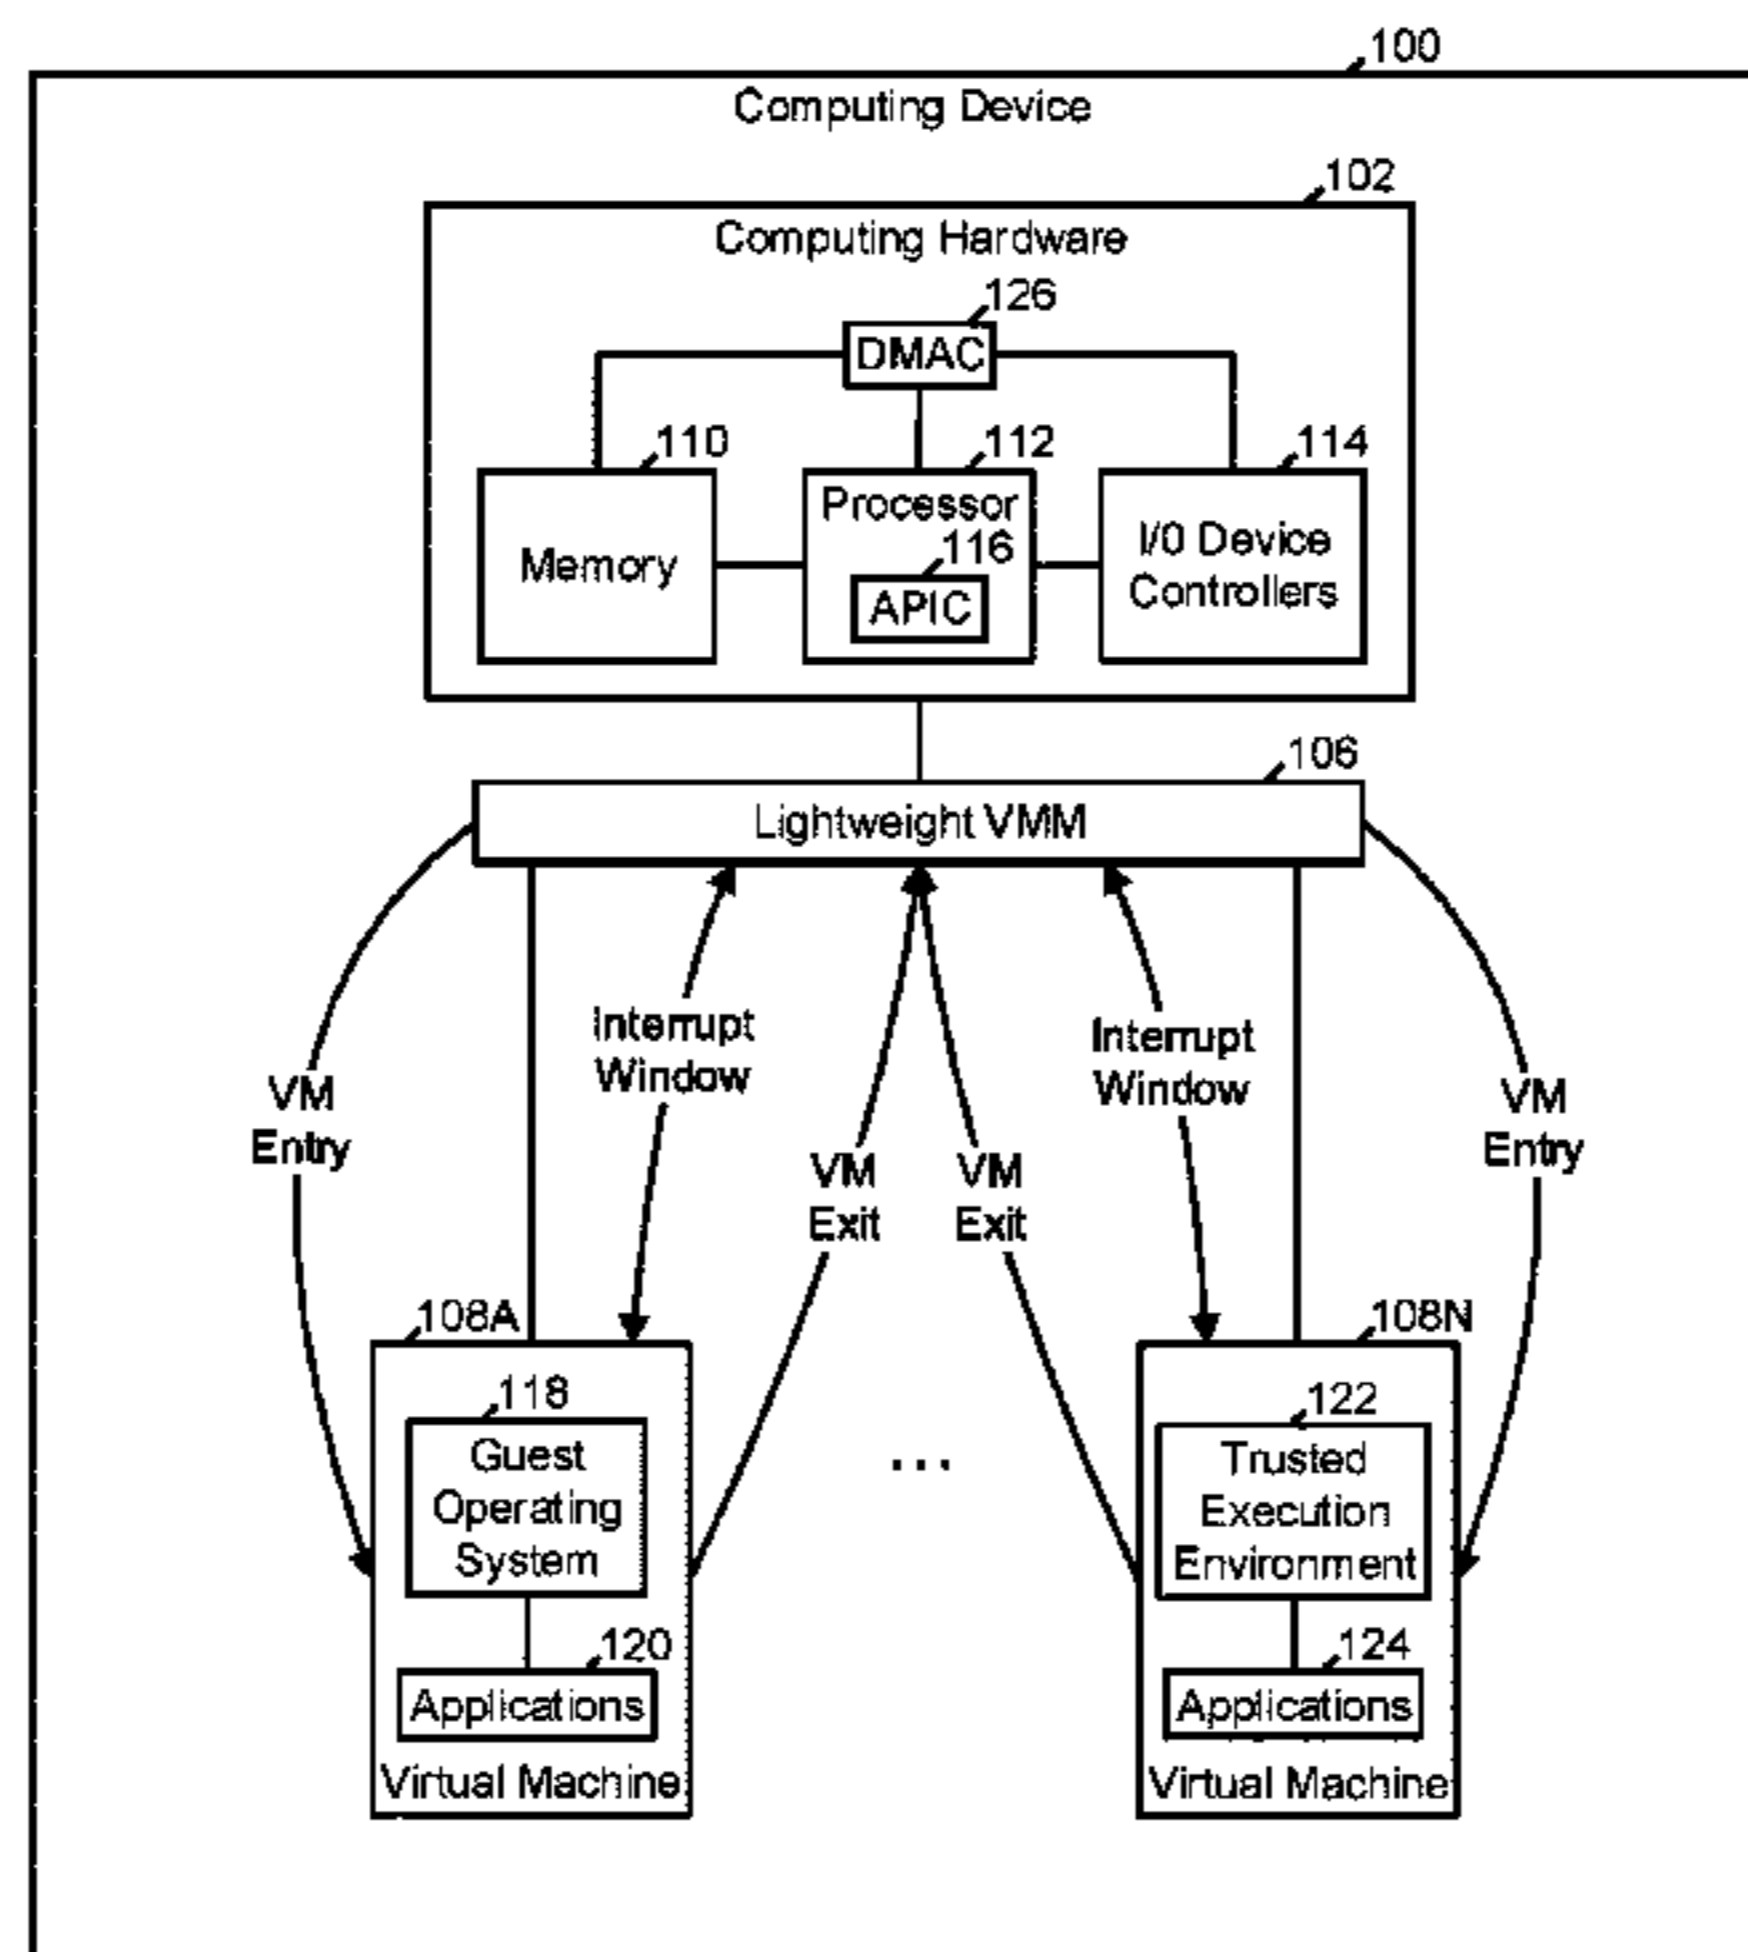 100
Computing Device
102
Computing Hardware
126
DMAC
110
112
114
Memory
Processor
116
APIC
I/0 Device
Controllers
106
Lightweight VMM
Interrupt
Window
Interrupt
Window
VM
Entry
VM
Exit
VM
Exit
VM
Entry
108A
108N
118
Guest
Operating
System
120
Applications
Virtual Machine
...
122
Trusted
Execution
Environment
124
Applications
Virtual Machine